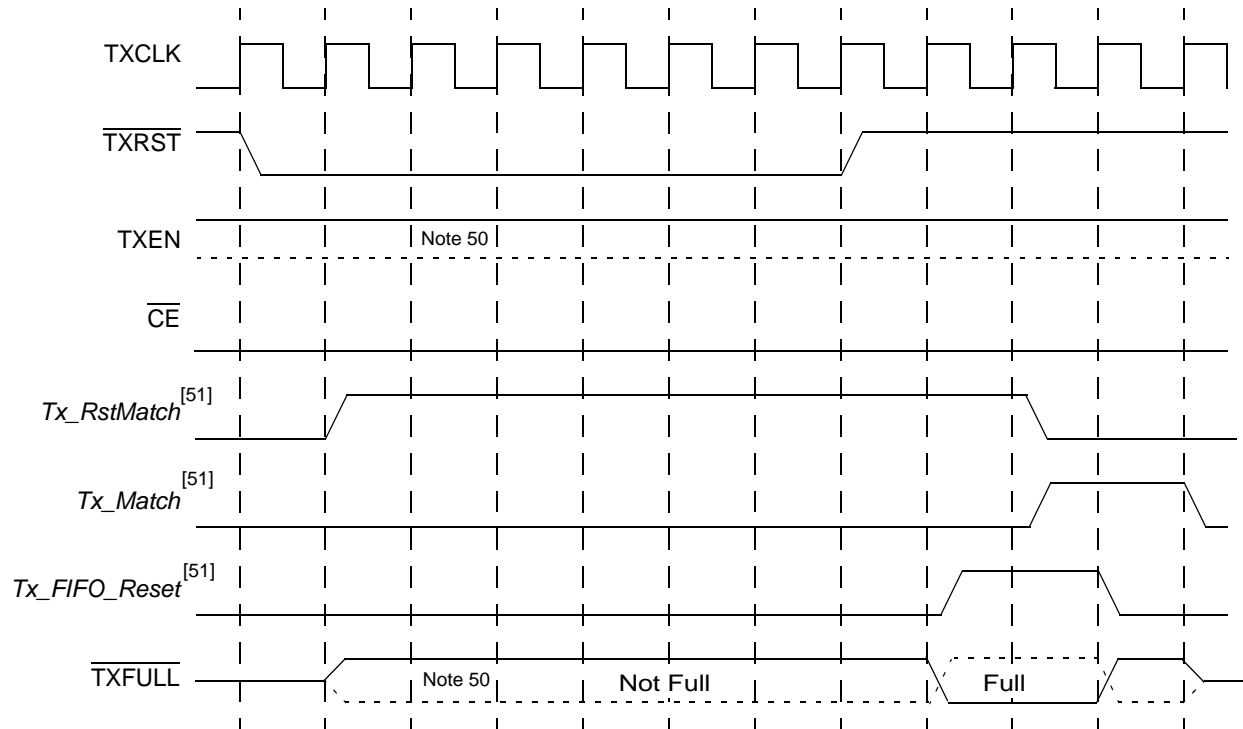 TXCLK
TXRST
TXEN
Note 50
CE
Tx_RstMatch[51]
Tx_Match[51]
Tx_FIFO_Reset[51]
TXFULL
Note 50
Not Full
Full